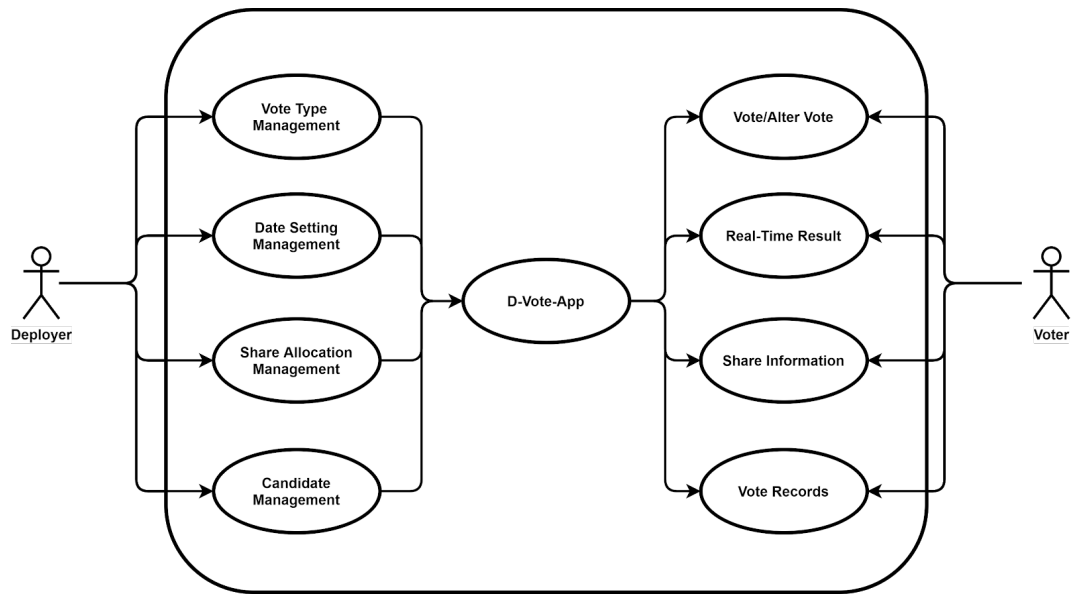 Vote Type
Management
Date Setting
Management
Share Allocation
Management
Candidate
Management
Deployer
D-Vote-App
Vote/Alter Vote
Real-Time Result
Share Information
Vote Records
Voter